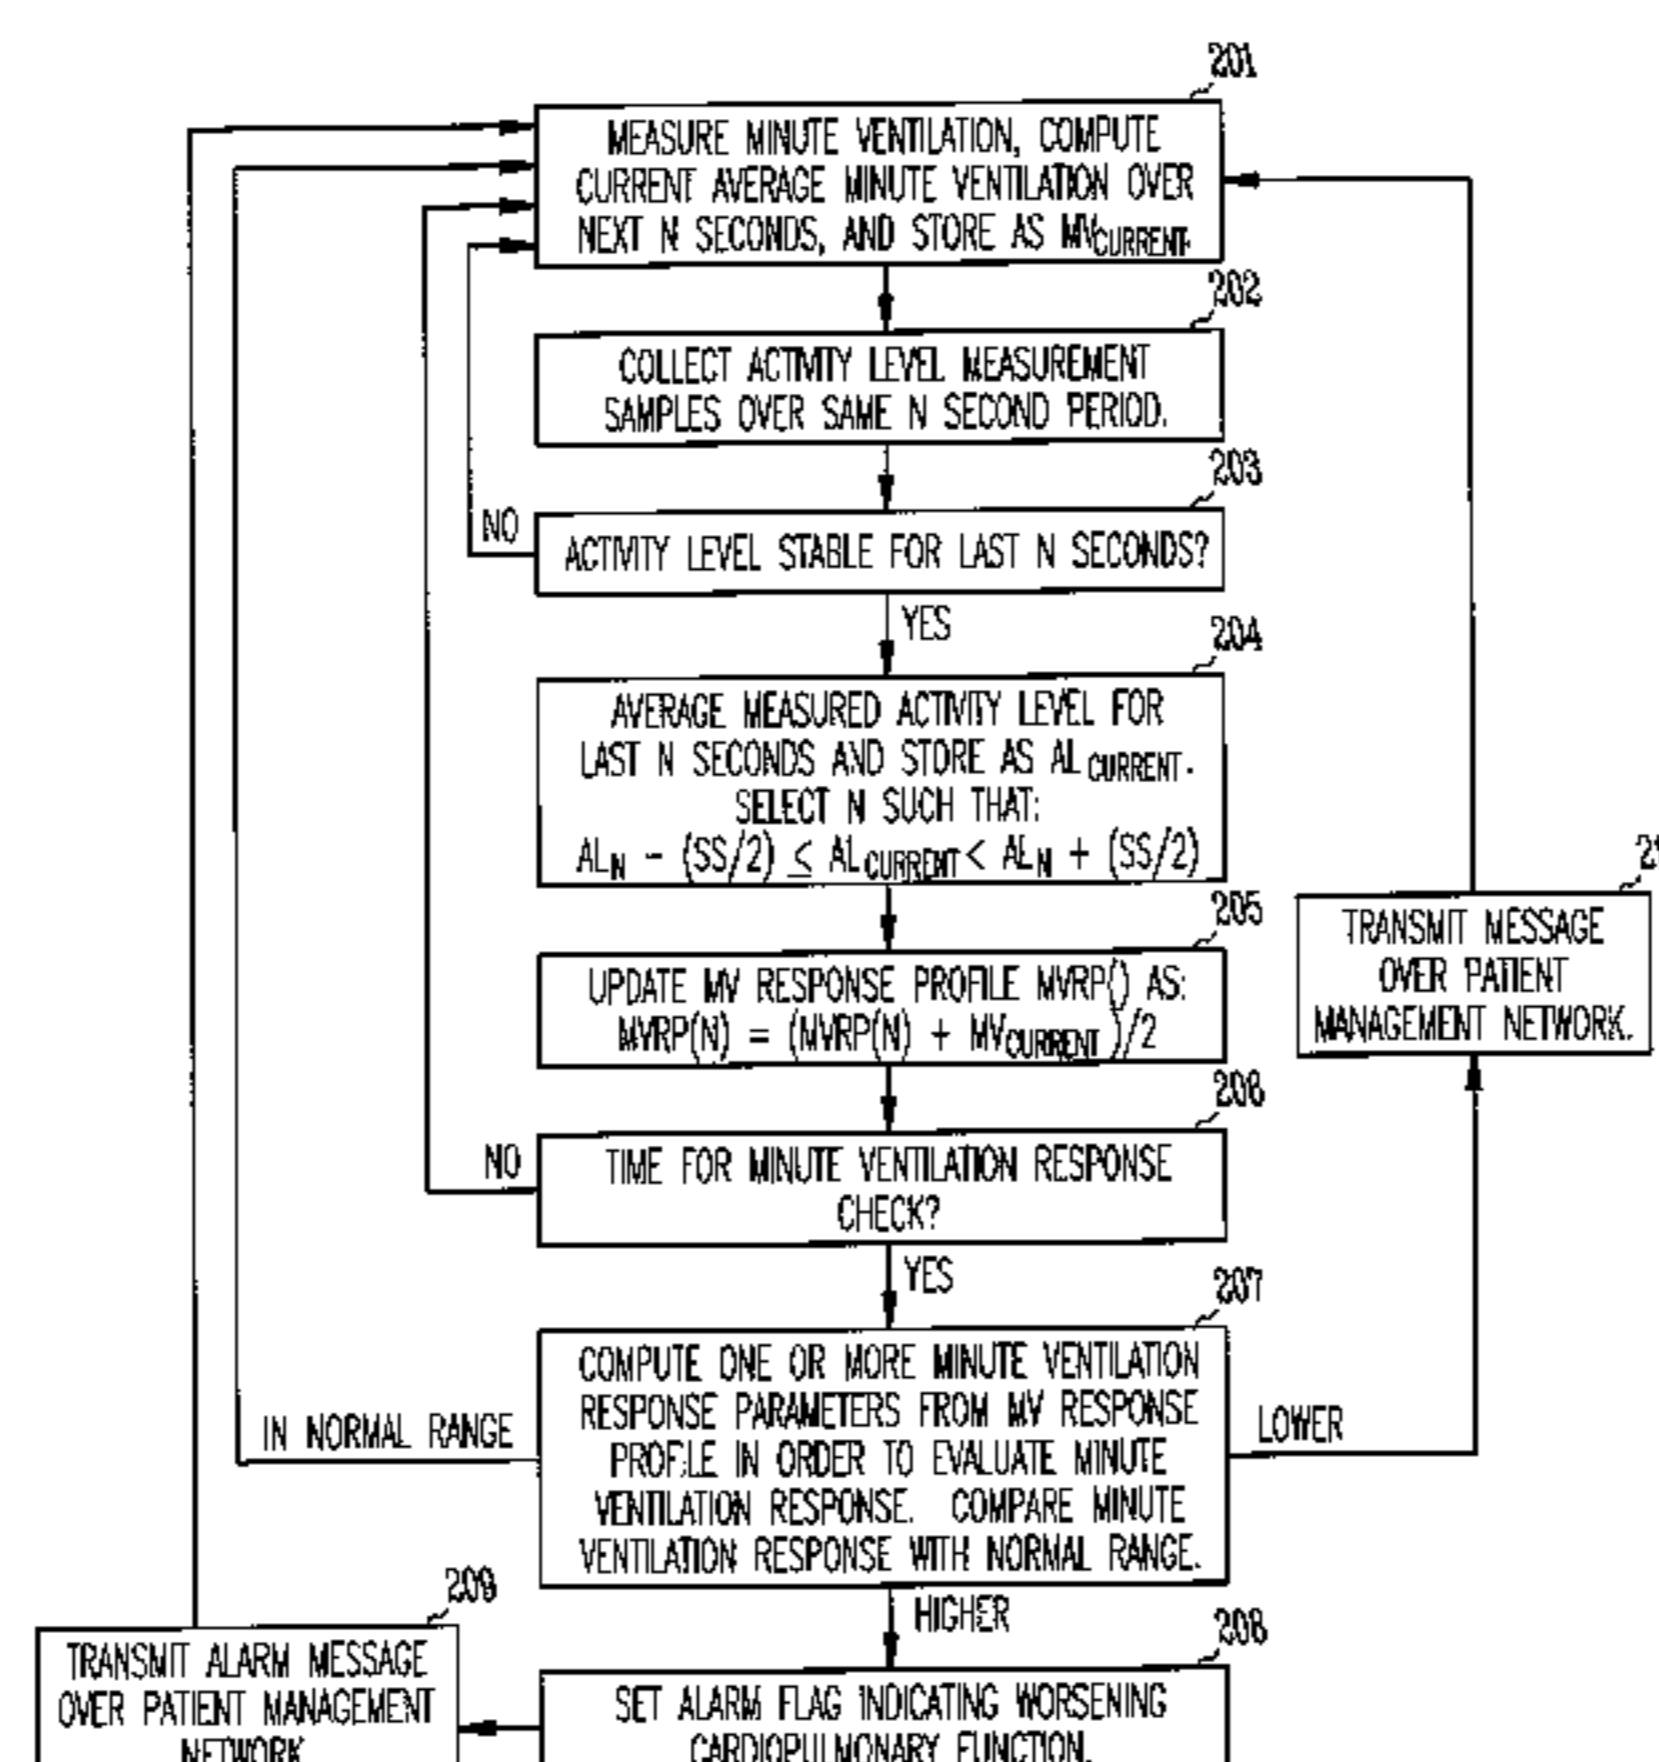 201
MEASURE MINUTE VENTILATION, COMPUTE
CURRENT AVERAGE MINUTE VENTILATION OVER
NEXT N SECONDS, AND STORE AS MVCURRENT.
202
COLLECT ACTIVITY LEVEL MEASUREMENT
SAMPLES OVER SAME N SECOND PERIOD.
203
NO
ACTIVITY LEVEL STABLE FOR LAST N SECONDS?
YES
204
AVERAGE MEASURED ACTIVITY LEVEL FOR
LAST N SECONDS AND STORE AS ALCURRENT.
SELECT N SUCH THAT:
ALN - (SS/2) ≤ ALCURRENT < ALN + (SS/2)
205
UPDATE MV RESPONSE PROFILE MVRP() AS:
MVRP(N) = (MVRP(N) + MVCURRENT)/2
206
NO
TIME FOR MINUTE VENTILATION RESPONSE
CHECK?
YES
207
COMPUTE ONE OR MORE MINUTE VENTILATION
RESPONSE PARAMETERS FROM MV RESPONSE
PROFILE IN ORDER TO EVALUATE MINUTE
VENTILATION RESPONSE. COMPARE MINUTE
VENTILATION RESPONSE WITH NORMAL RANGE.
IN NORMAL RANGE
LOWER
TRANSMIT MESSAGE
OVER PATIENT
MANAGEMENT NETWORK.
HIGHER
208
SET ALARM FLAG INDICATING WORSENING
CARDIOPULMONARY FUNCTION.
209
TRANSMIT ALARM MESSAGE
OVER PATIENT MANAGEMENT
NETWORK